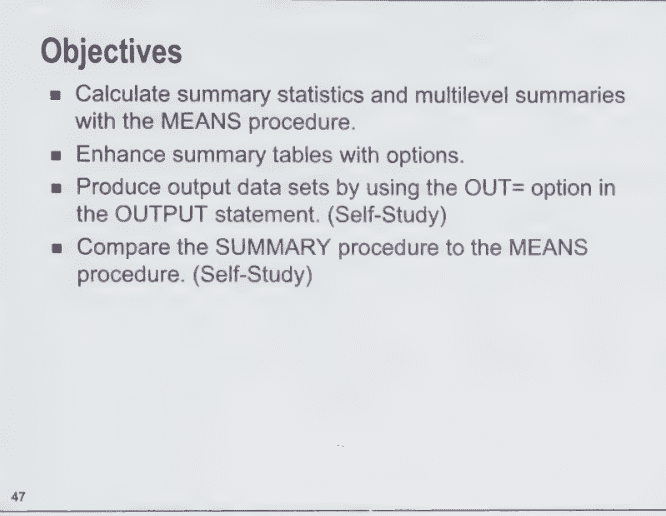 Objectives
▪ Calculate summary statistics and multilevel summaries
with the MEANS procedure.
▪ Enhance summary tables with options.
▪ Produce output data sets by using the OUT= option in
the OUTPUT statement. (Self-Study)
▪ Compare the SUMMARY procedure to the MEANS
procedure. (Self-Study)
47